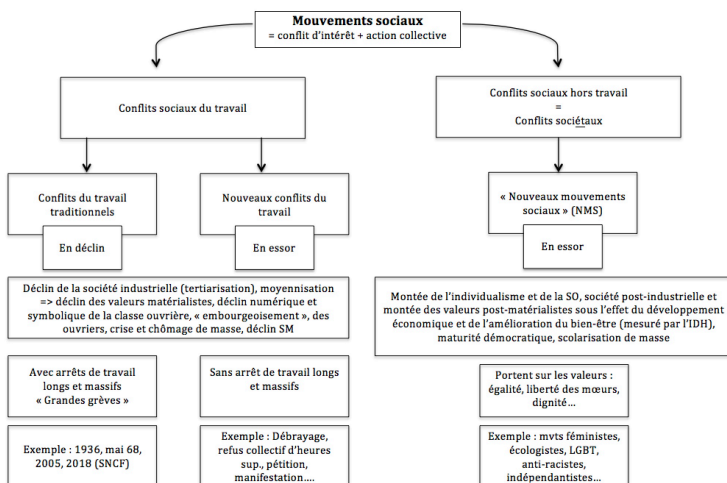 Mouvements sociaux
= conflit d'intérêt + action collective
Conflits sociaux du travail
Conflits sociaux hors travail
=
Conflits sociétaux
Conflits du travail
traditionnels
En déclin
Nouveaux conflits du
travail
En essor
« Nouveaux mouvements
sociaux » (NMS)
En essor
Déclin de la société industrielle (tertiarisation), moyennisation
=> déclin des valeurs matérialistes, déclin numérique et
symbolique de la classe ouvrière, « embourgeoisement », des
ouvriers, crise et chômage de masse, déclin SM
Montée de l'individualisme et de la SO, société post-industrielle et
montée des valeurs post-matérialistes sous l'effet du développement
économique et de l'amélioration du bien-être (mesuré par l'IDH),
maturité démocratique, scolarisation de masse
Avec arrêts de travail
longs et massifs
« Grandes grèves »
Sans arrêt de travail longs
et massifs
Portent sur les valeurs :
égalité, liberté des mœurs,
dignité…
Exemple : 1936, mai 68,
2005, 2018 (SNCF)
Exemple : Débrayage,
refus collectif d'heures
sup., pétition,
manifestation….
Exemple : mvts féministes,
écologistes, LGBT,
anti-racistes,
indépendantistes…